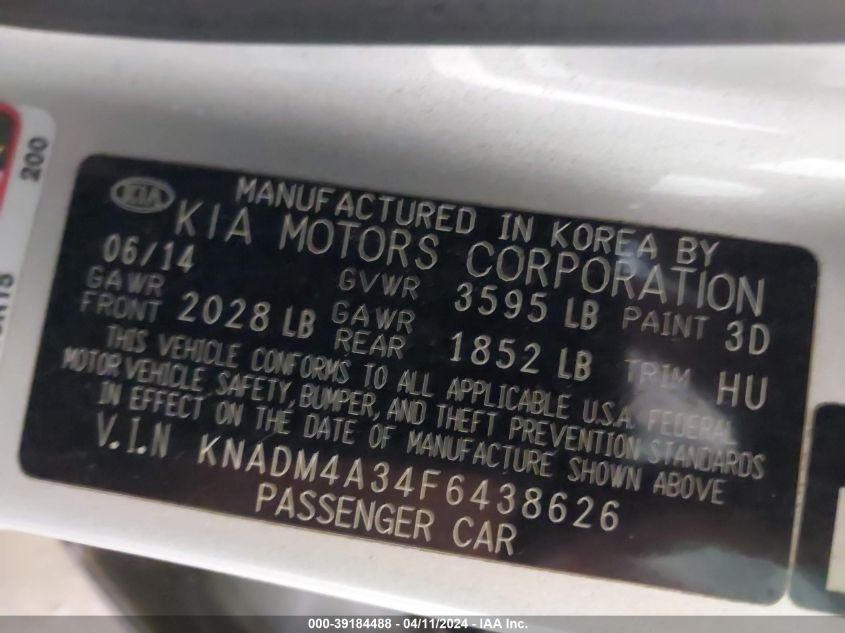 200
KIA
MANUFACTURED IN KOREA BY
KIA MOTORS CORPORATION
06/14 GVWR 3595 LB PAINT 3D
GAWR FRONT 2028 LB GAWR REAR 1852 LB TRIM HU
THIS VEHICLE CONFORMS TO ALL APPLICABLE U.S.A. FEDERAL
MOTOR VEHICLE SAFETY, BUMPER, AND THEFT PREVENTION STANDARDS
IN EFFECT ON THE DATE OF MANUFACTURE SHOWN ABOVE
V.I.N KNADM4A34F6438626
PASSENGER CAR
000-39184488 - 04/11/2024 - IAA Inc.